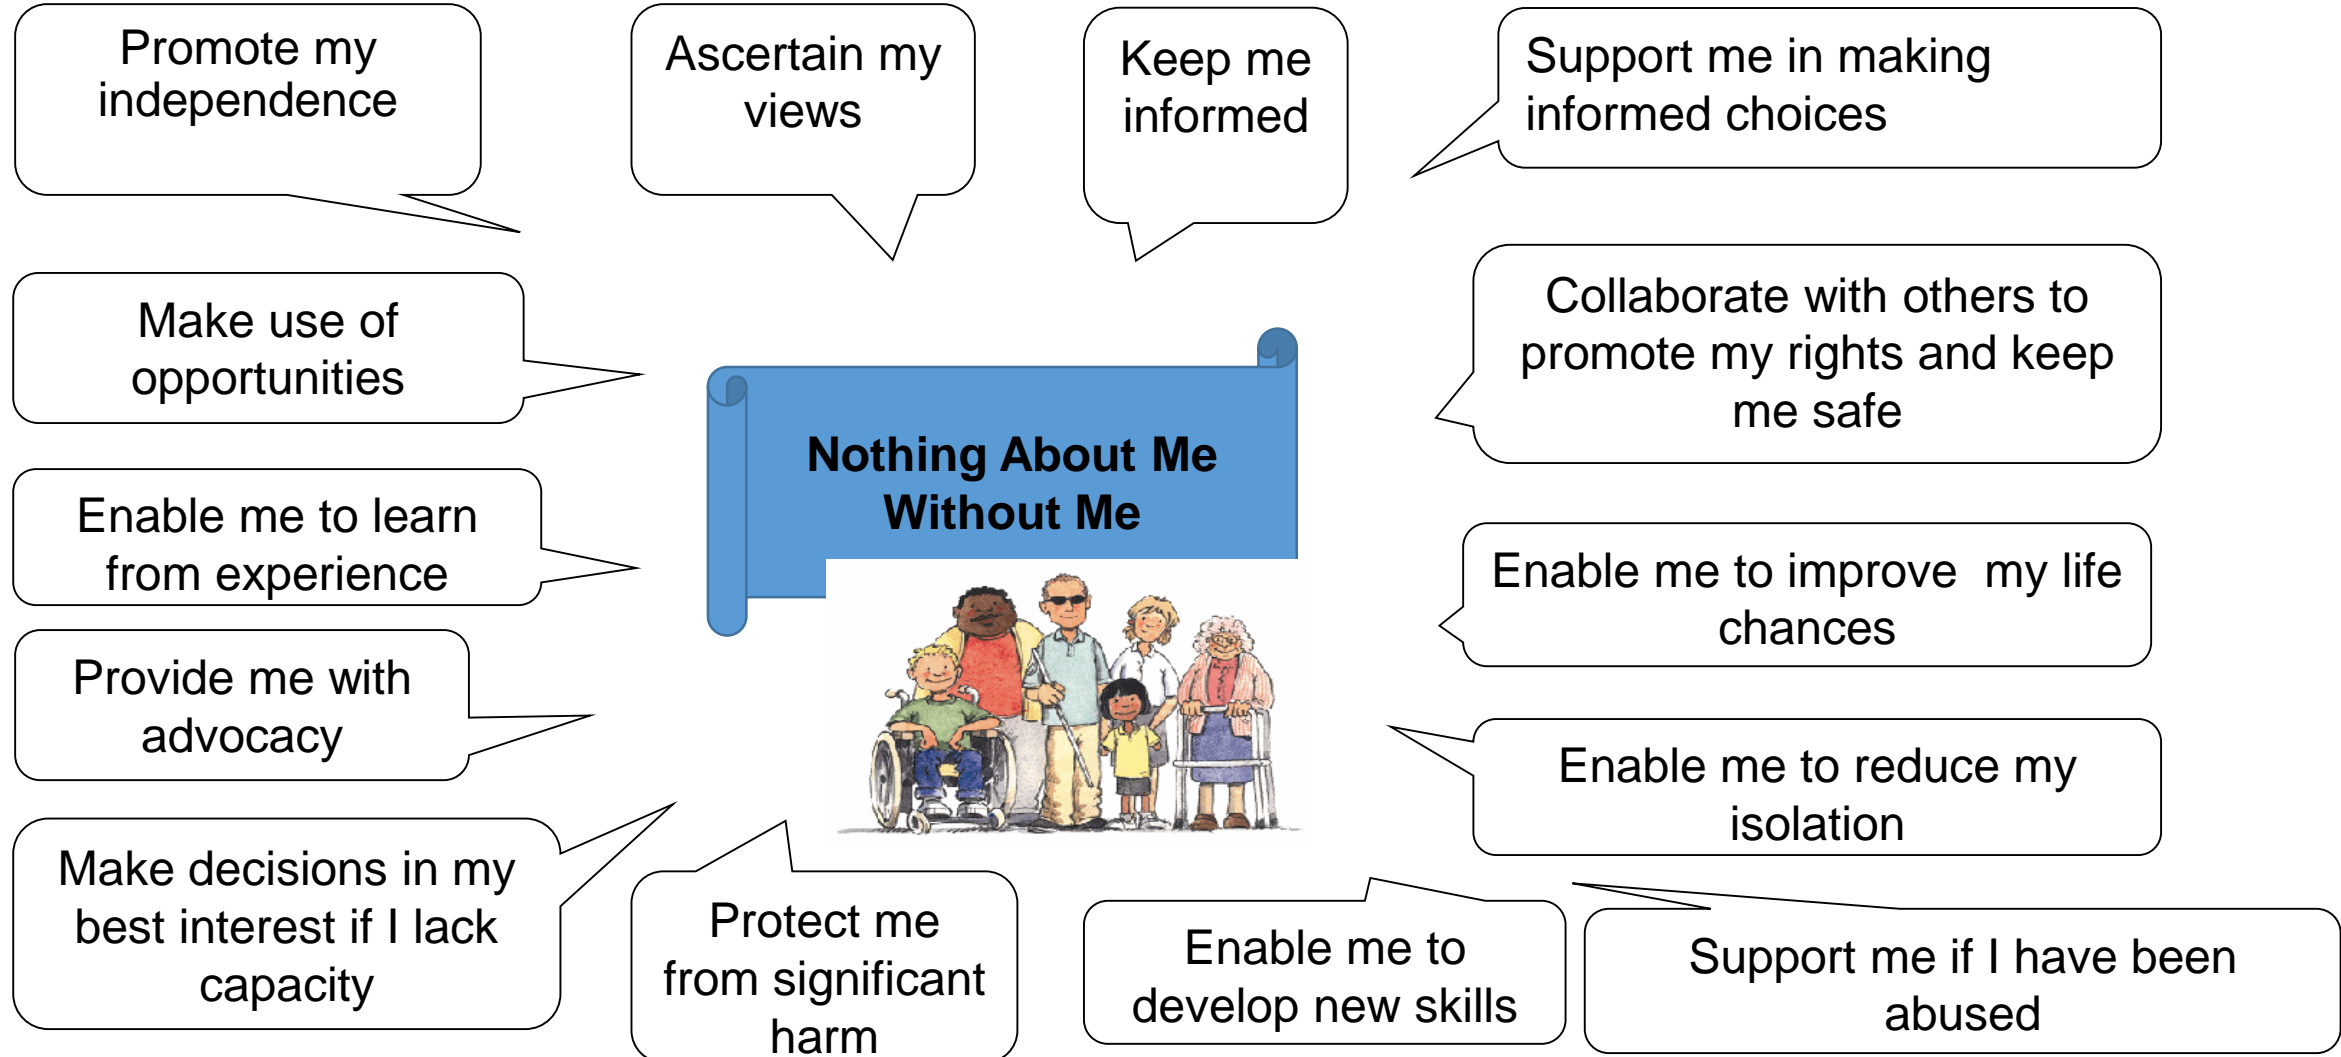 Promote my
independence
Ascertain my
views
Keep me
informed
Support me in making
informed choices
Make use of
opportunities
Collaborate with others to
promote my rights and keep
me safe
Nothing About Me
Without Me
Enable me to learn
from experience
Enable me to improve  my life
chances
Provide me with
advocacy
Enable me to reduce my
isolation
Make decisions in my
best interest if I lack
capacity
Protect me
from significant
harm
Enable me to
develop new skills
Support me if I have been
abused